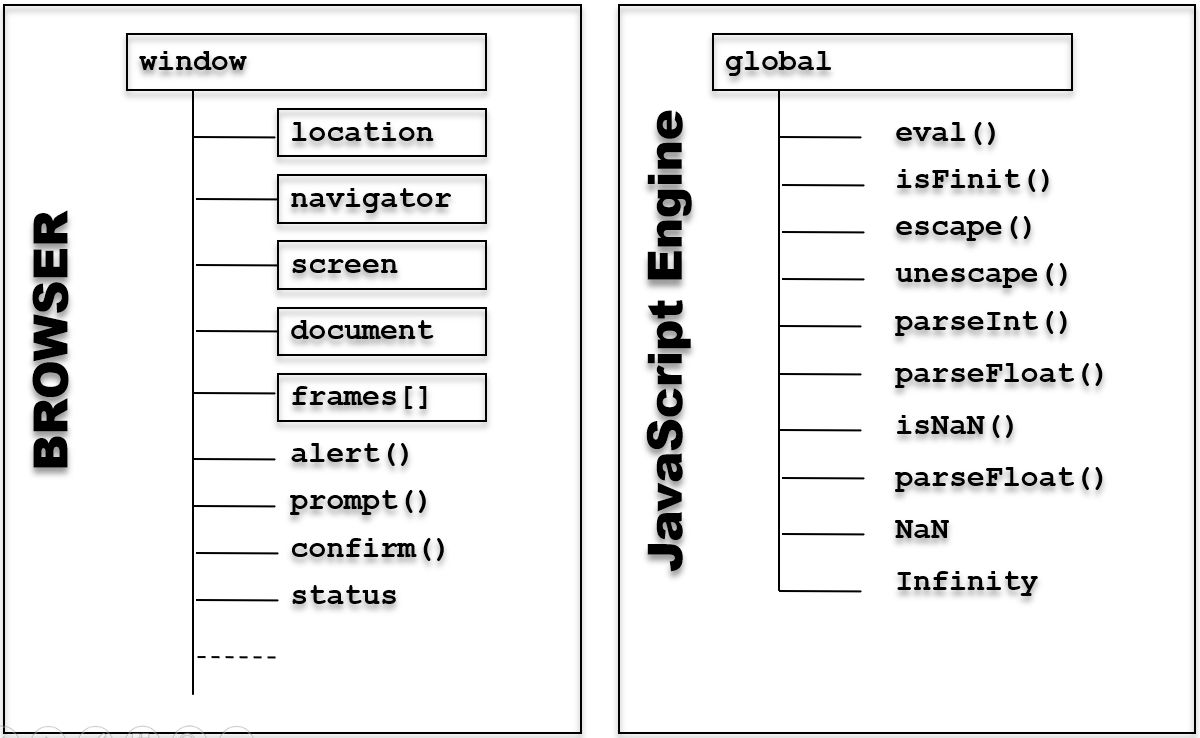 BROWSER
window
location
navigator
screen
document
frames[]
alert()
prompt()
confirm()
status
JavaScript Engine
global
eval()
isFinit()
escape()
unescape()
parseInt()
parseFloat()
isNaN()
parseFloat()
NaN
Infinity